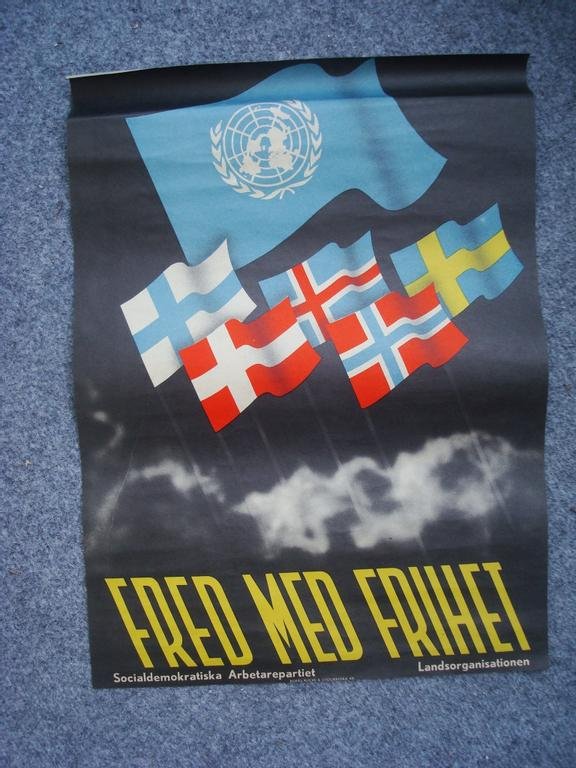 FRED MED FRIHET
Socialdemokratiska Arbetarepartiet
Landsorganisationen